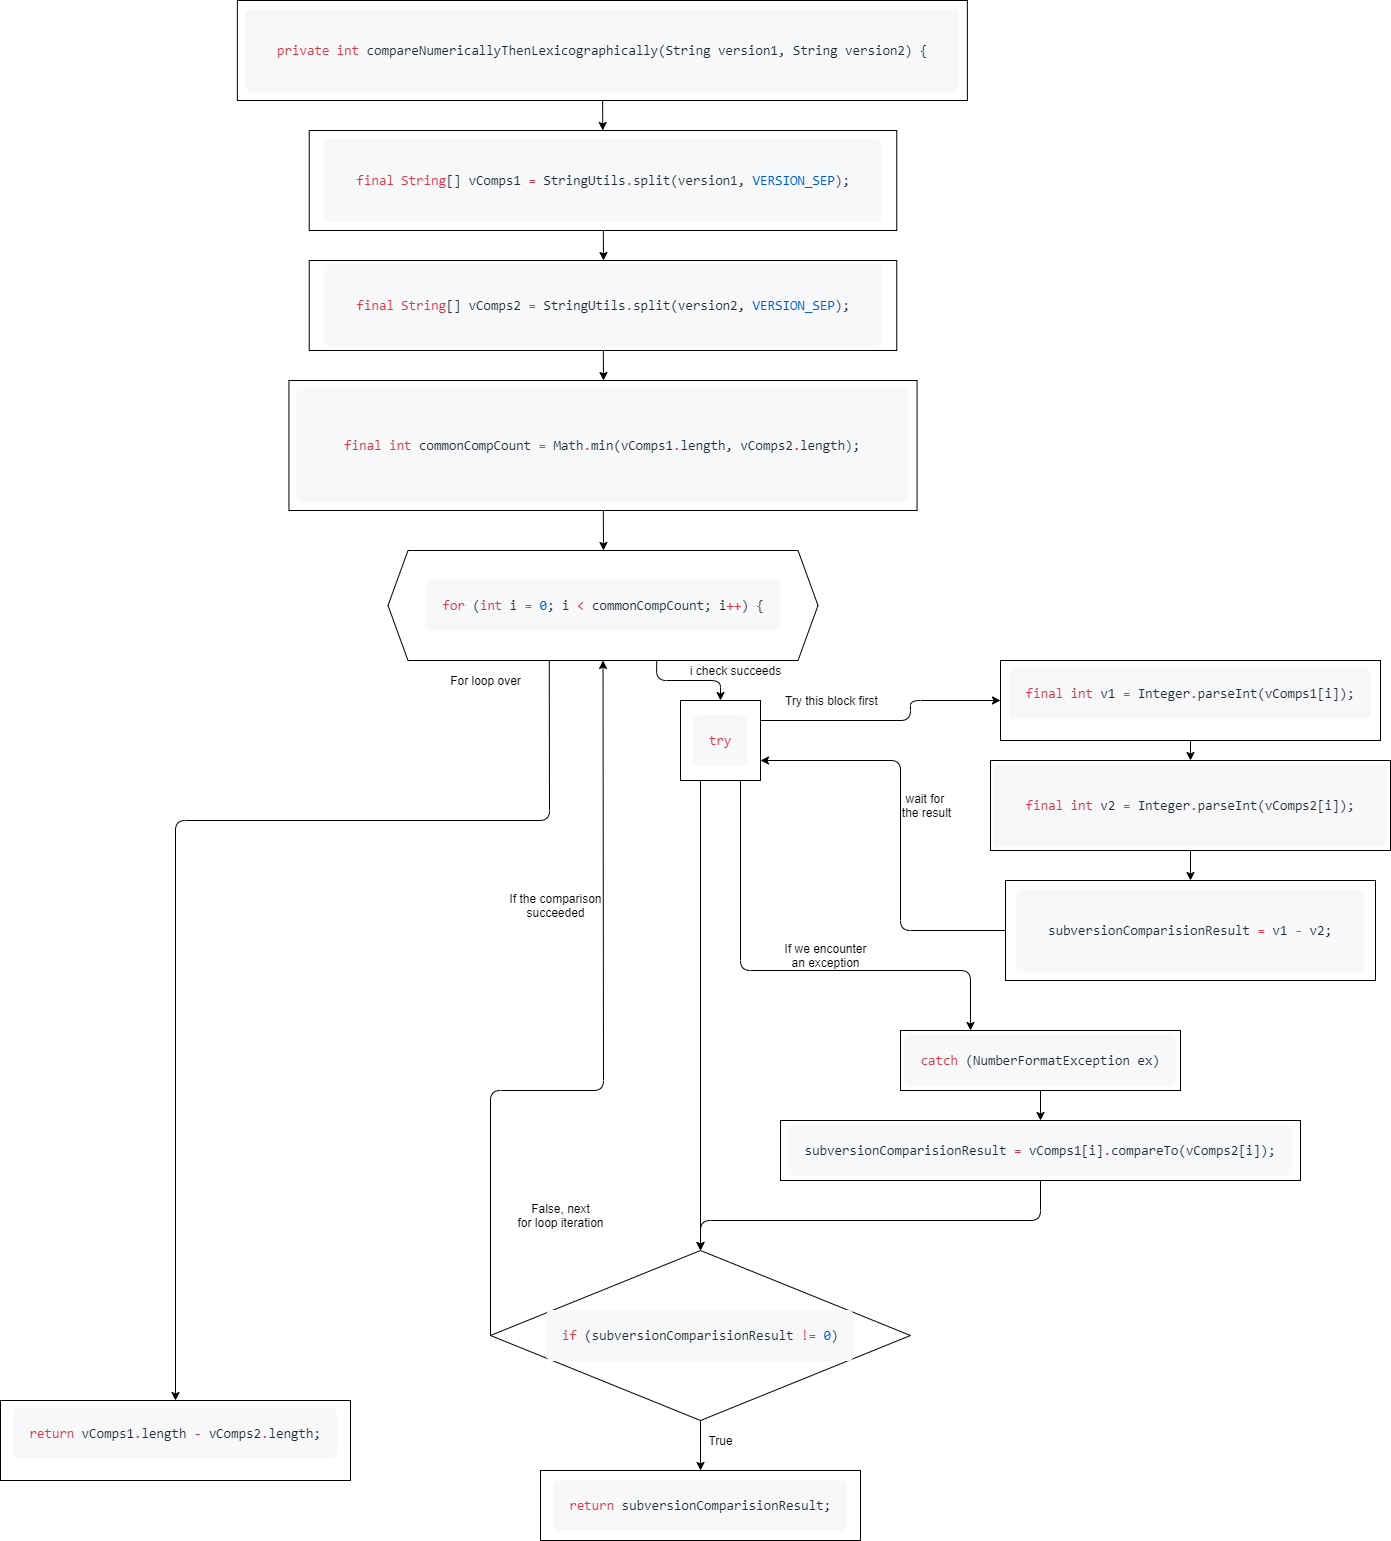 private int compareNumericallyThenLexicographically(String version1, String version2) {
final String[] vComps1 = StringUtils.split(version1, VERSION_SEP);
final String[] vComps2 = StringUtils.split(version2, VERSION_SEP);
final int commonCompCount = Math.min(vComps1.length, vComps2.length);
for (int i = 0; i < commonCompCount; i++) {
For loop over
i check succeeds
try
Try this block first
final int v1 = Integer.parseInt(vComps1[i]);
final int v2 = Integer.parseInt(vComps2[i]);
wait for
the result
subversionComparisionResult = v1 - v2;
If the comparison
succeeded
If we encounter
an exception
catch (NumberFormatException ex)
subversionComparisionResult = vComps1[i].compareTo(vComps2[i]);
False, next
for loop iteration
if (subversionComparisionResult != 0)
return vComps1.length - vComps2.length;
True
return subversionComparisionResult;